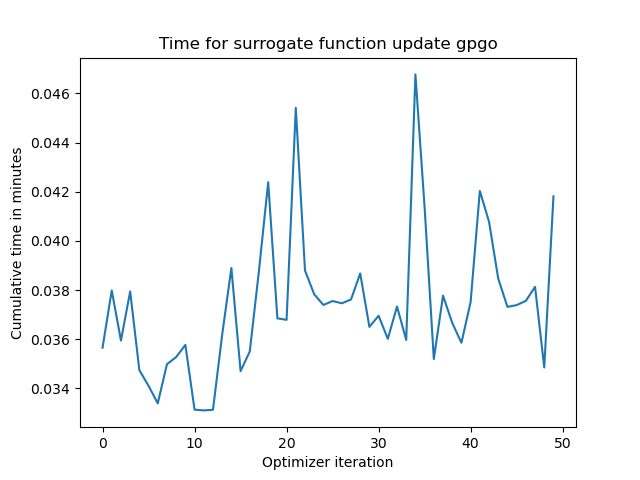 Time for surrogate function update gpgo
Cumulative time in minutes
0.046
0.044
0.042
0.040
0.038
0.036
0.034
0 10 20 30 40 50
Optimizer iteration